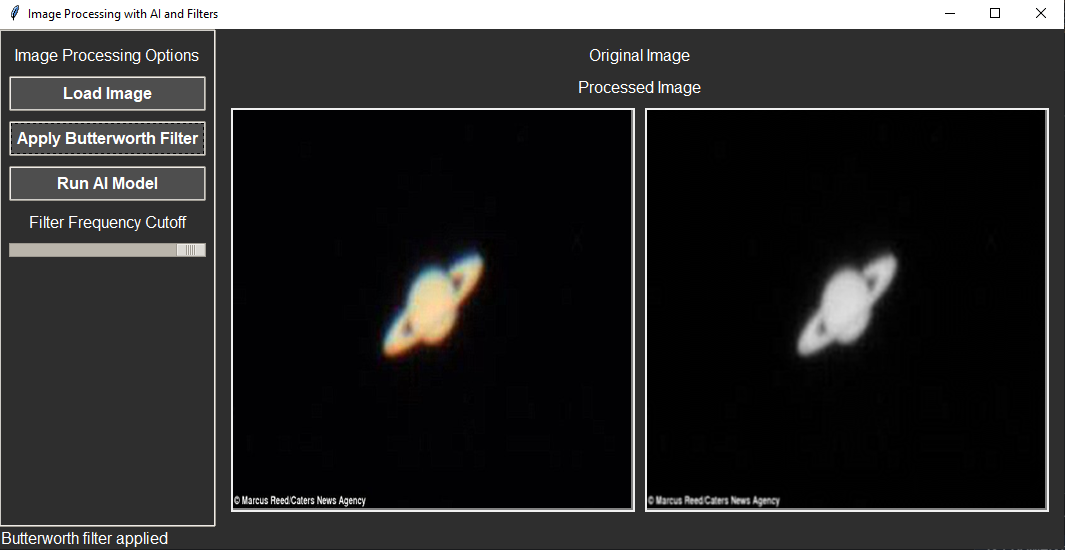 Image Processing with AI and Filters
Image Processing Options
Load Image
Apply Butterworth Filter
Run AI Model
Filter Frequency Cutoff
Original Image
Processed Image
© Marcus Reed/Caters News Agency
© Marcus Reed/Caters News Agency
Butterworth filter applied